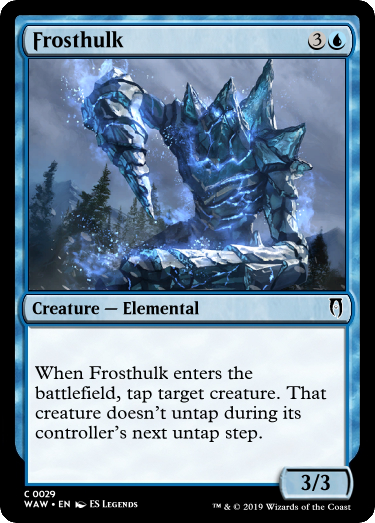 Frosthulk 3
Creature — Elemental
When Frosthulk enters the
battlefield, tap target creature. That
creature doesn't untap during its
controller's next untap step.
3/3
C 0029
WAW • EN ES Legends
™ & © 2019 Wizards of the Coast